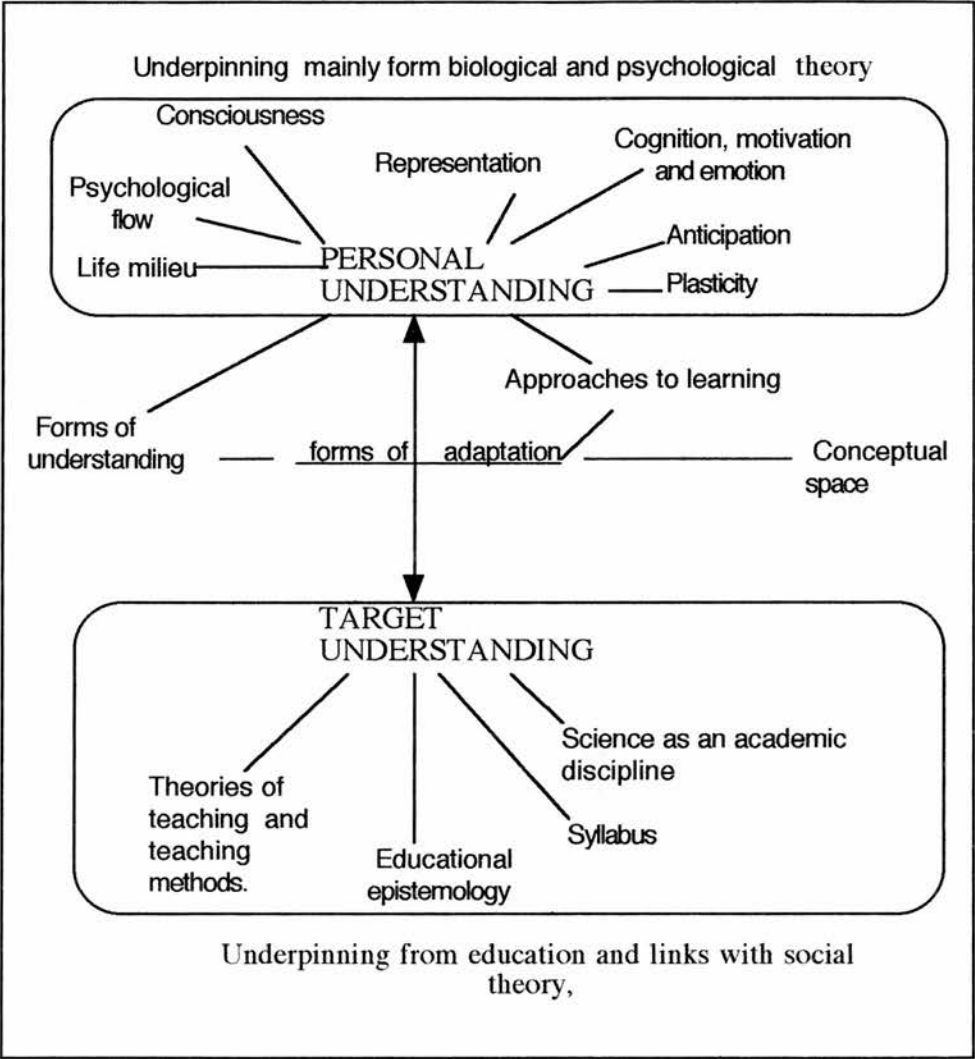 Underpinning mainly form biological and psychological theory
Consciousness
Representation
Cognition, motivation
and emotion
Psychological
flow
Anticipation
Life milieu
PERSONAL
UNDERSTANDING
Plasticity
Approaches to learning
Forms of
understanding
forms of adaptation
Conceptual
space
TARGET
UNDERSTANDING
Science as an academic
discipline
Theories of
teaching and
teaching
methods.
Syllabus
Educational
epistemology
Underpinning from education and links with social
theory,